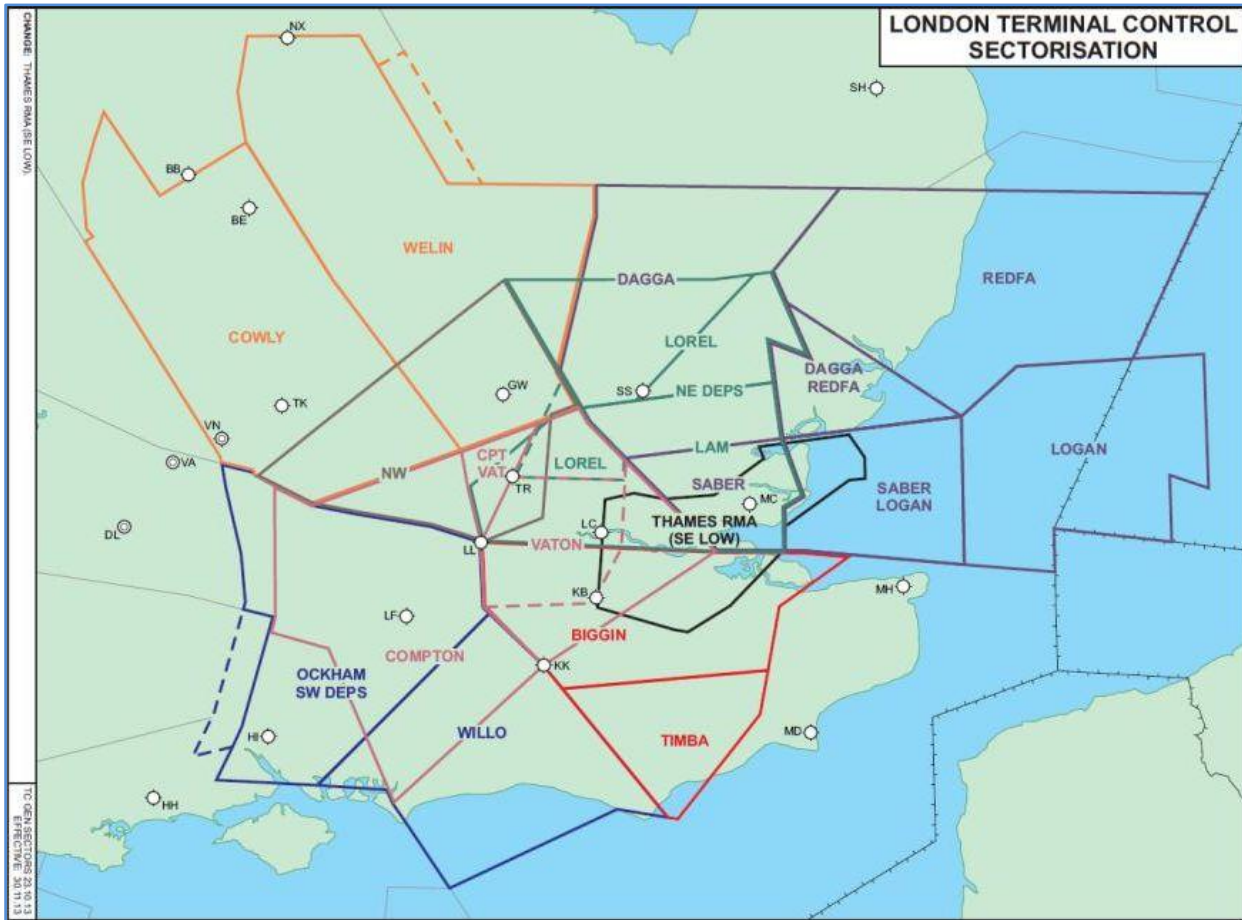 LONDON TERMINAL CONTROL
SECTORISATION
CHANGE: THAMES RMA (SE LOW).
NX
SH
BB
BE
WELIN
DAGGA
REDFA
COWLY
LOREL
DAGGA
REDFA
GW
SS
NE DEPS
TK
VN
VA
LAM
LOGAN
CPT
VAT
LOREL
NW
TR
SABER
SABER
LOGAN
MC
DL
LC
THAMES RMA
(SE LOW)
LL
VATON
MH
KB
LF
BIGGIN
COMPTON
KK
OCKHAM
SW DEPS
WILLO
TIMBA
MD
HI
HH
TC GEN SECTORS 23.10.13
EFFECTIVE: 30.11.13